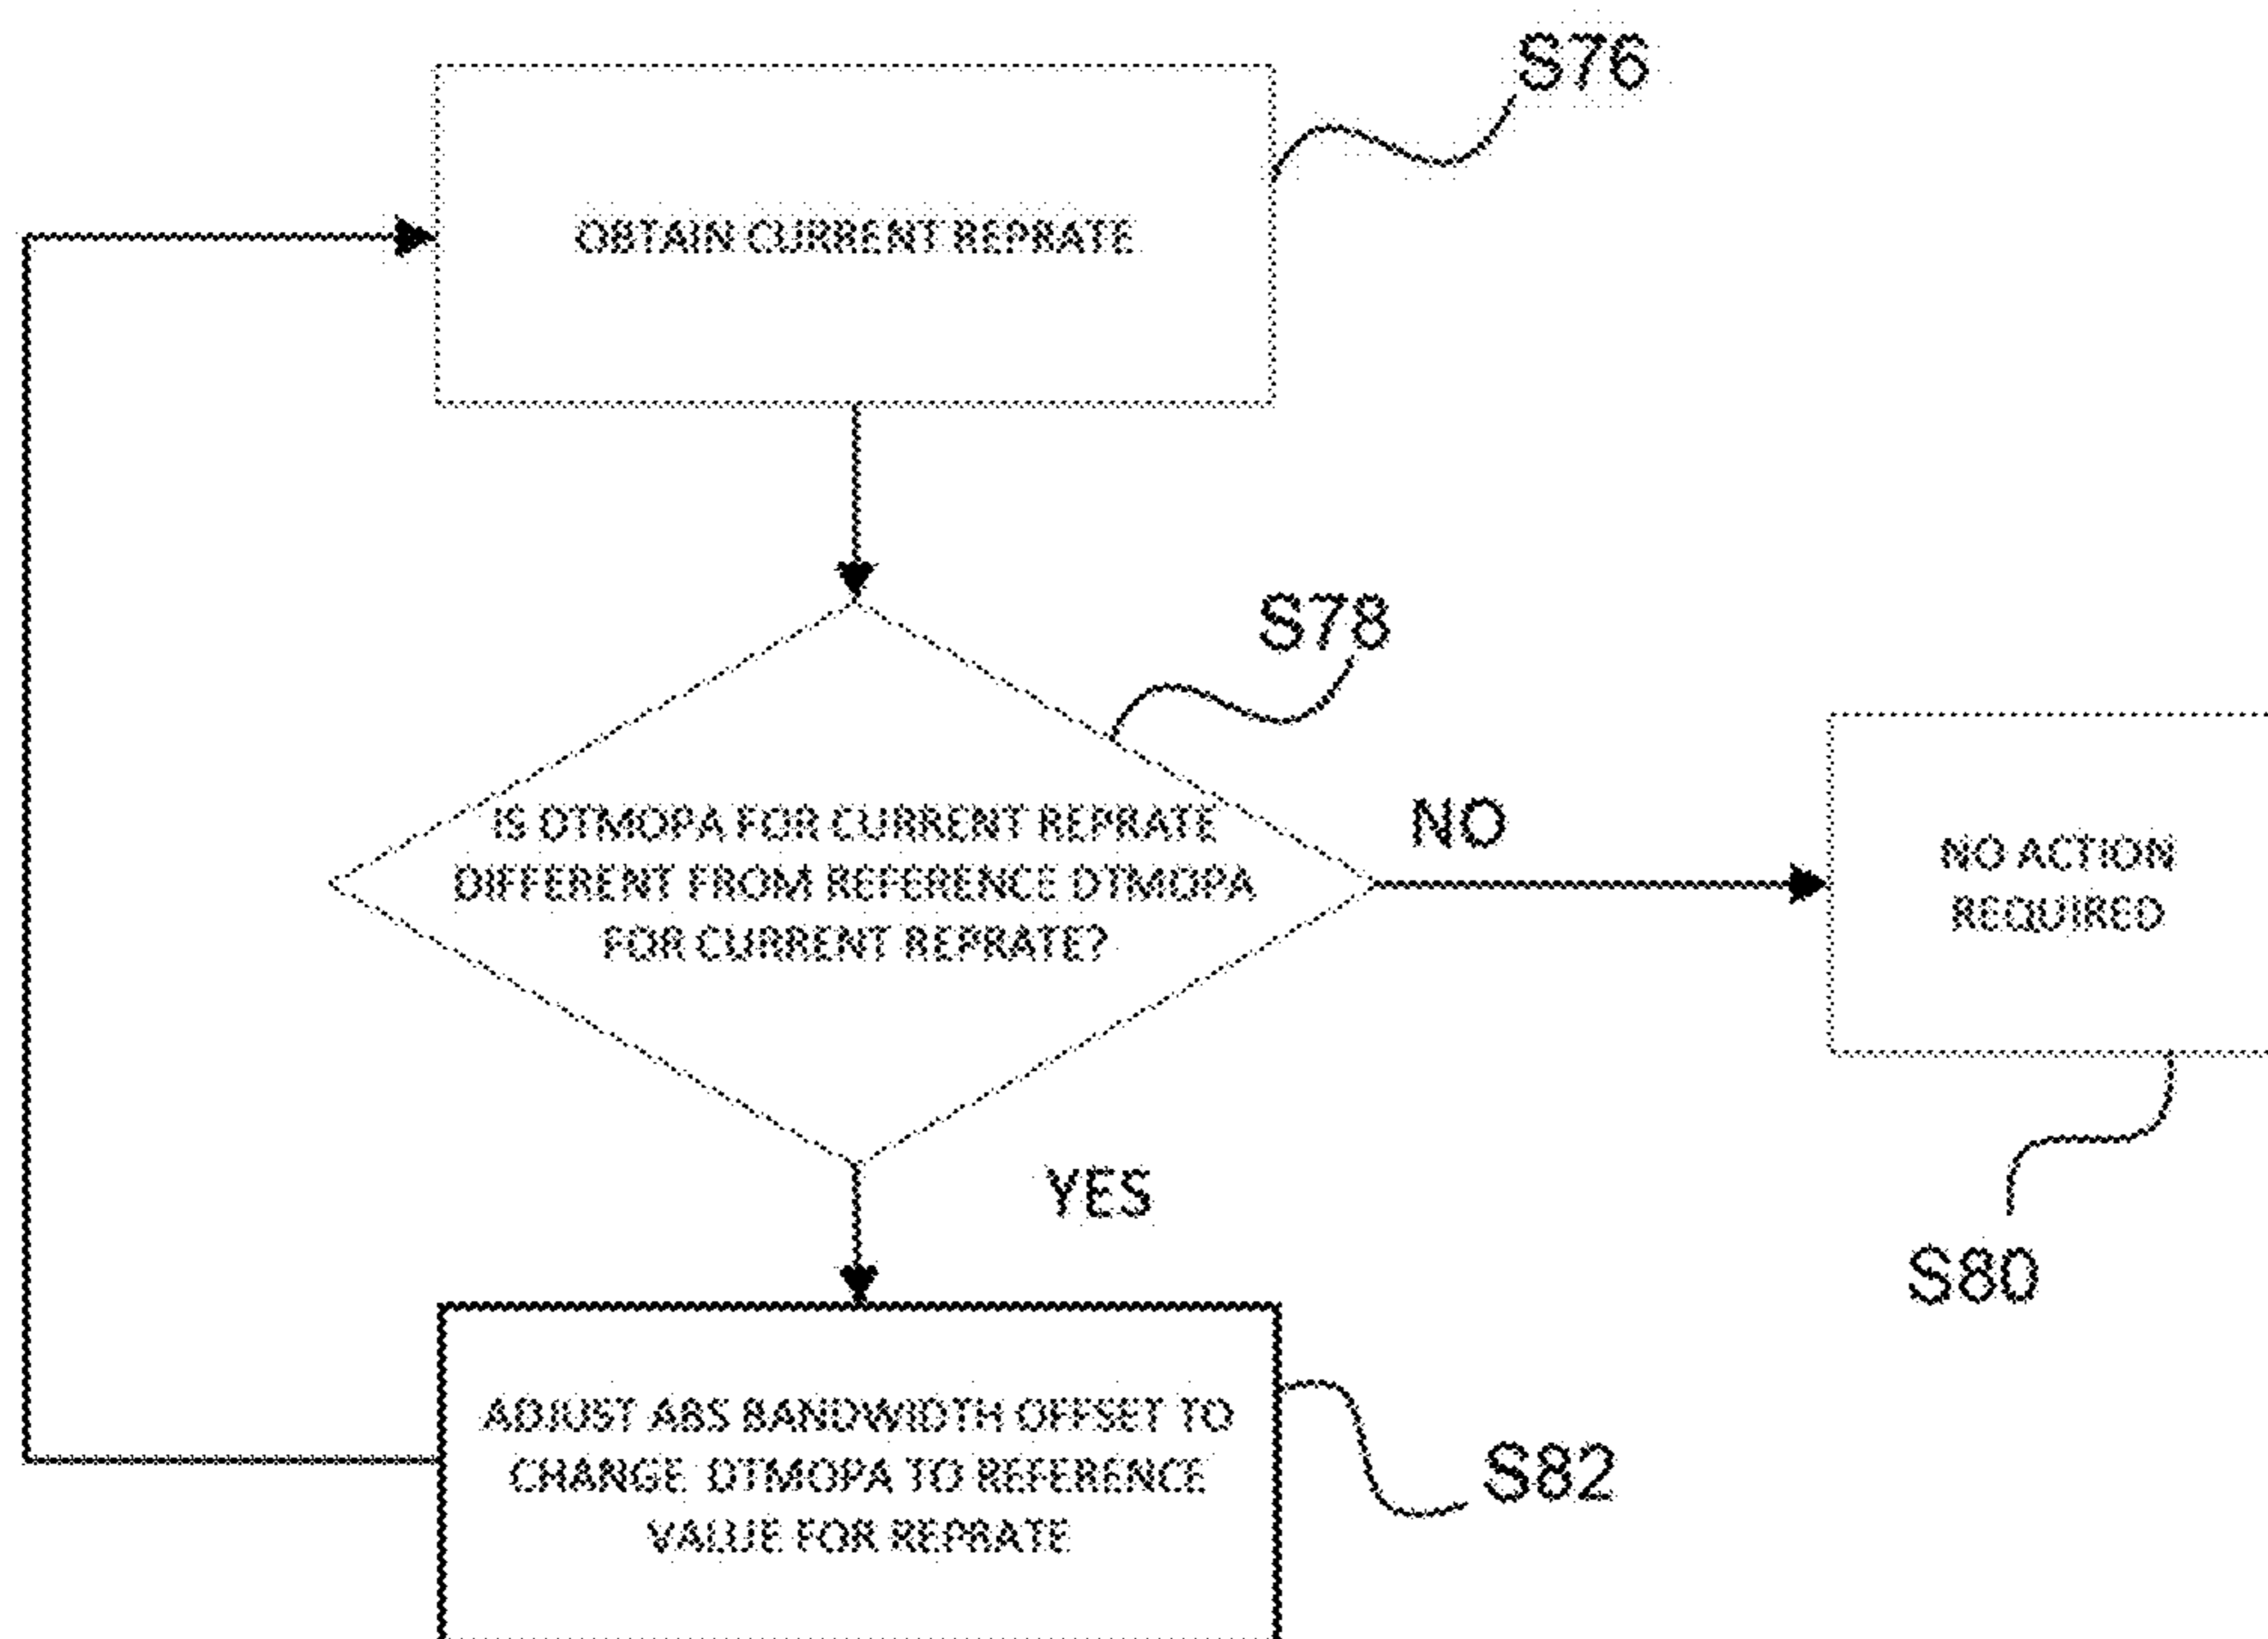 S76
OBTAIN CURRENT REPRATE
S78
IS DTMOPA FOR CURRENT REPRATE
DIFFERENT FROM REFERENCE DTMOPA
FOR CURRENT REPRATE?
NO
NO ACTION
REQUIRED
YES
S80
ADJUST ABS BANDWIDTH OFFSET TO
CHANGE DTMOPA TO REFERENCE
VALUE FOR REPRATE
S82